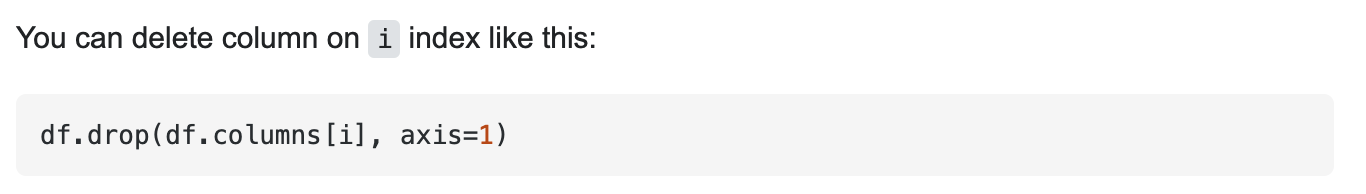 You can delete column on i index like this:
df.drop(df.columns[i], axis=1)